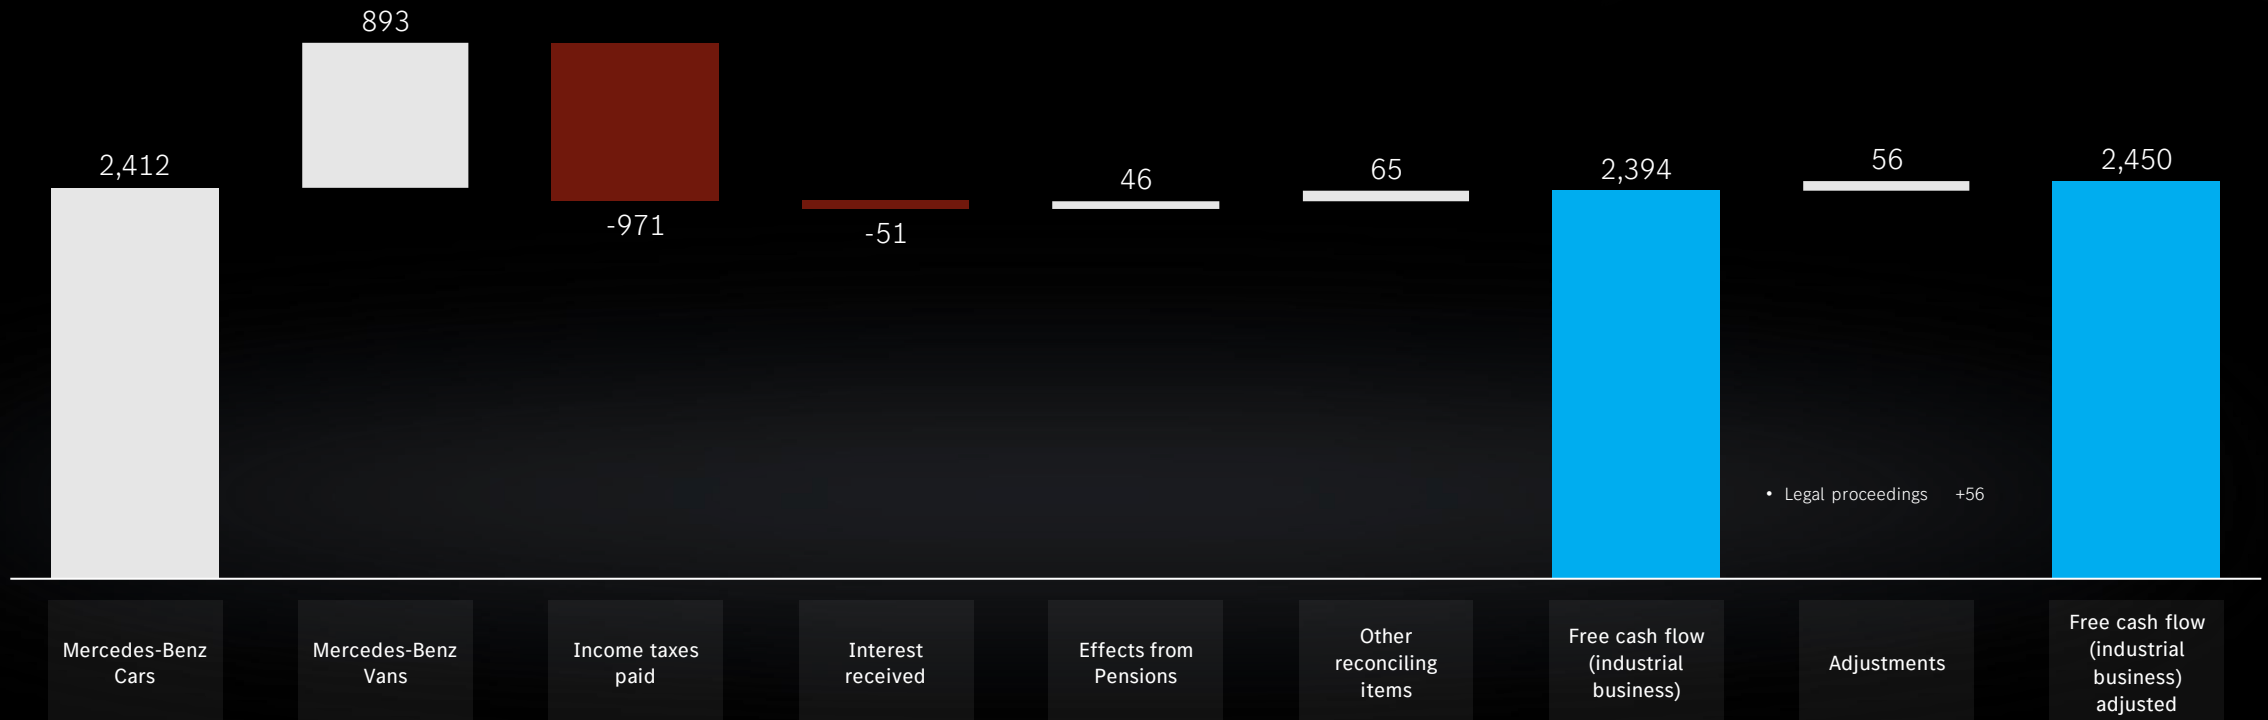 893
2,412
-971
-51
46
65
2,394
56
2,450
• Legal proceedings +56
Mercedes-Benz
Cars
Mercedes-Benz
Vans
Income taxes
paid
Interest
received
Effects from
Pensions
Other
reconciling
items
Free cash flow
(industrial
business)
Adjustments
Free cash flow
(industrial
business)
adjusted